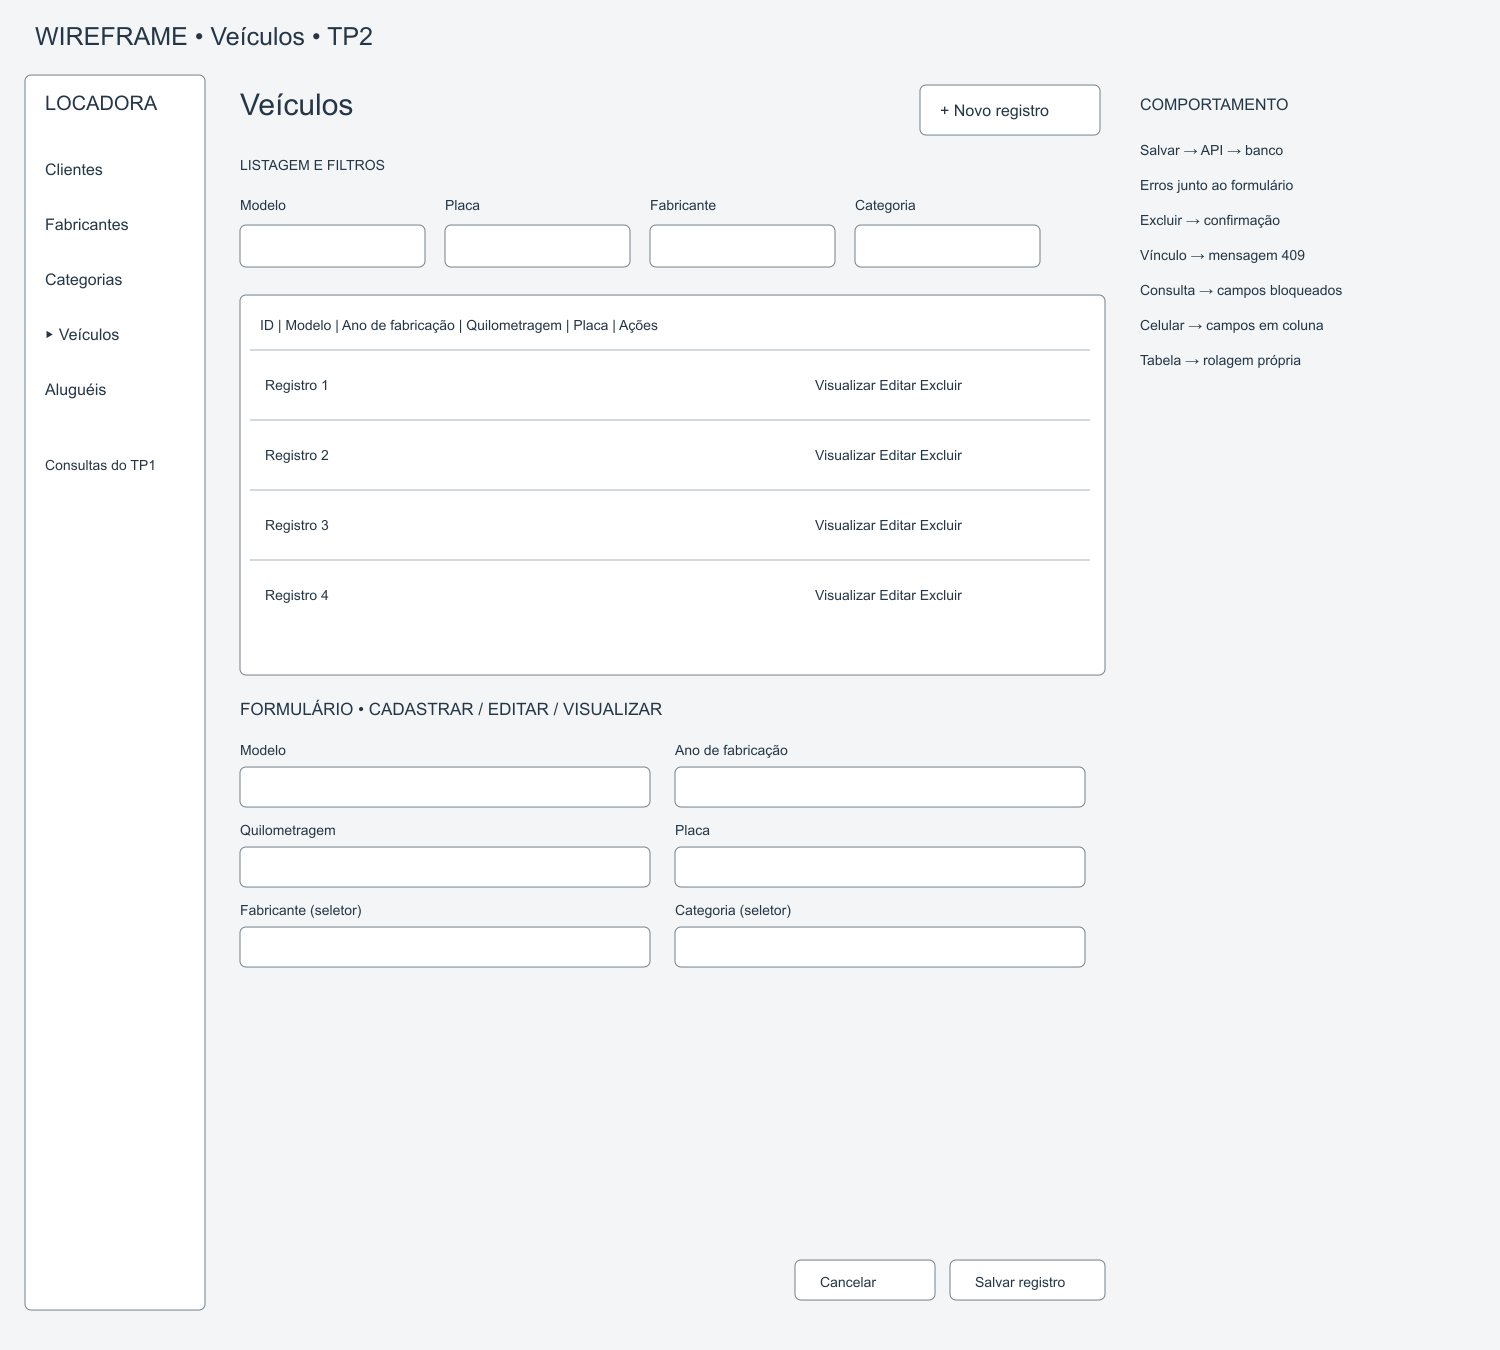 WIREFRAME • Veículos • TP2
LOCADORA
Clientes
Fabricantes
Categorias
‣ Veículos
Aluguéis
Consultas do TP1
Veículos
+ Novo registro
LISTAGEM E FILTROS
Modelo
Placa
Fabricante
Categoria
ID | Modelo | Ano de fabricação | Quilometragem | Placa | Ações
Registro 1 Visualizar Editar Excluir
Registro 2 Visualizar Editar Excluir
Registro 3 Visualizar Editar Excluir
Registro 4 Visualizar Editar Excluir
FORMULÁRIO • CADASTRAR / EDITAR / VISUALIZAR
Modelo
Ano de fabricação
Quilometragem
Placa
Fabricante (seletor)
Categoria (seletor)
Cancelar
Salvar registro
COMPORTAMENTO
Salvar → API → banco
Erros junto ao formulário
Excluir → confirmação
Vínculo → mensagem 409
Consulta → campos bloqueados
Celular → campos em coluna
Tabela → rolagem própria